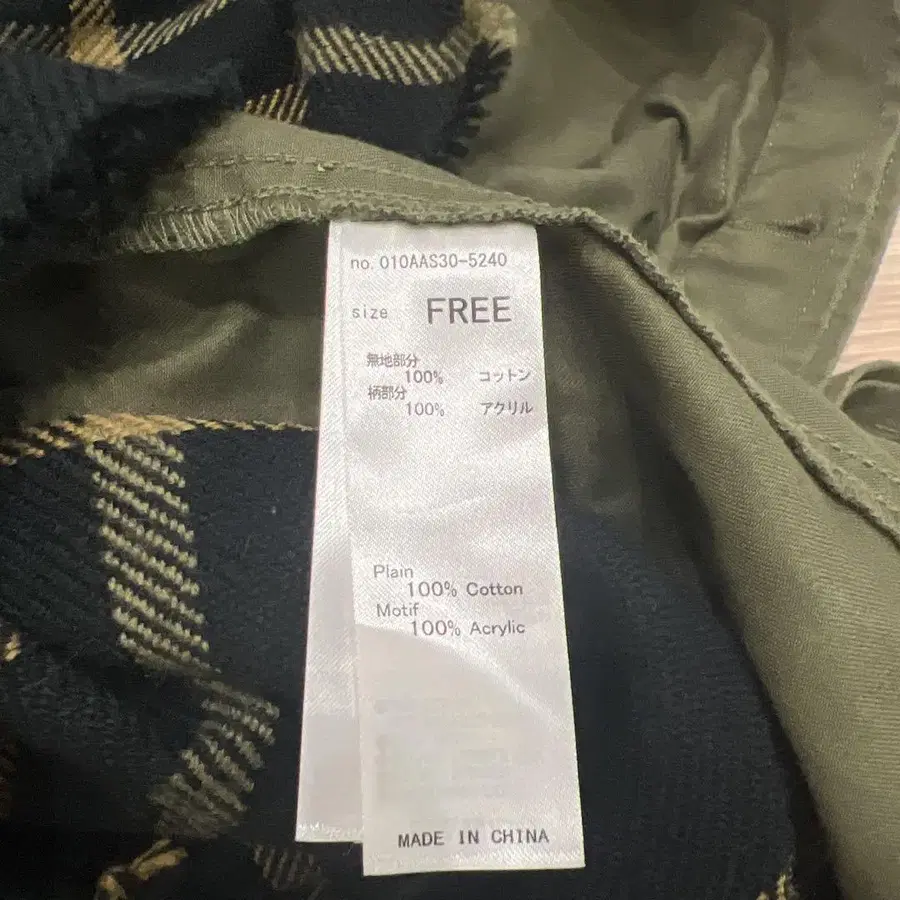 no. 010AAS30-5240
size FREE
無地部分
100% コットン
柄部分
100% アクリル
Plain
100% Cotton
Motif
100% Acrylic
MADE IN CHINA